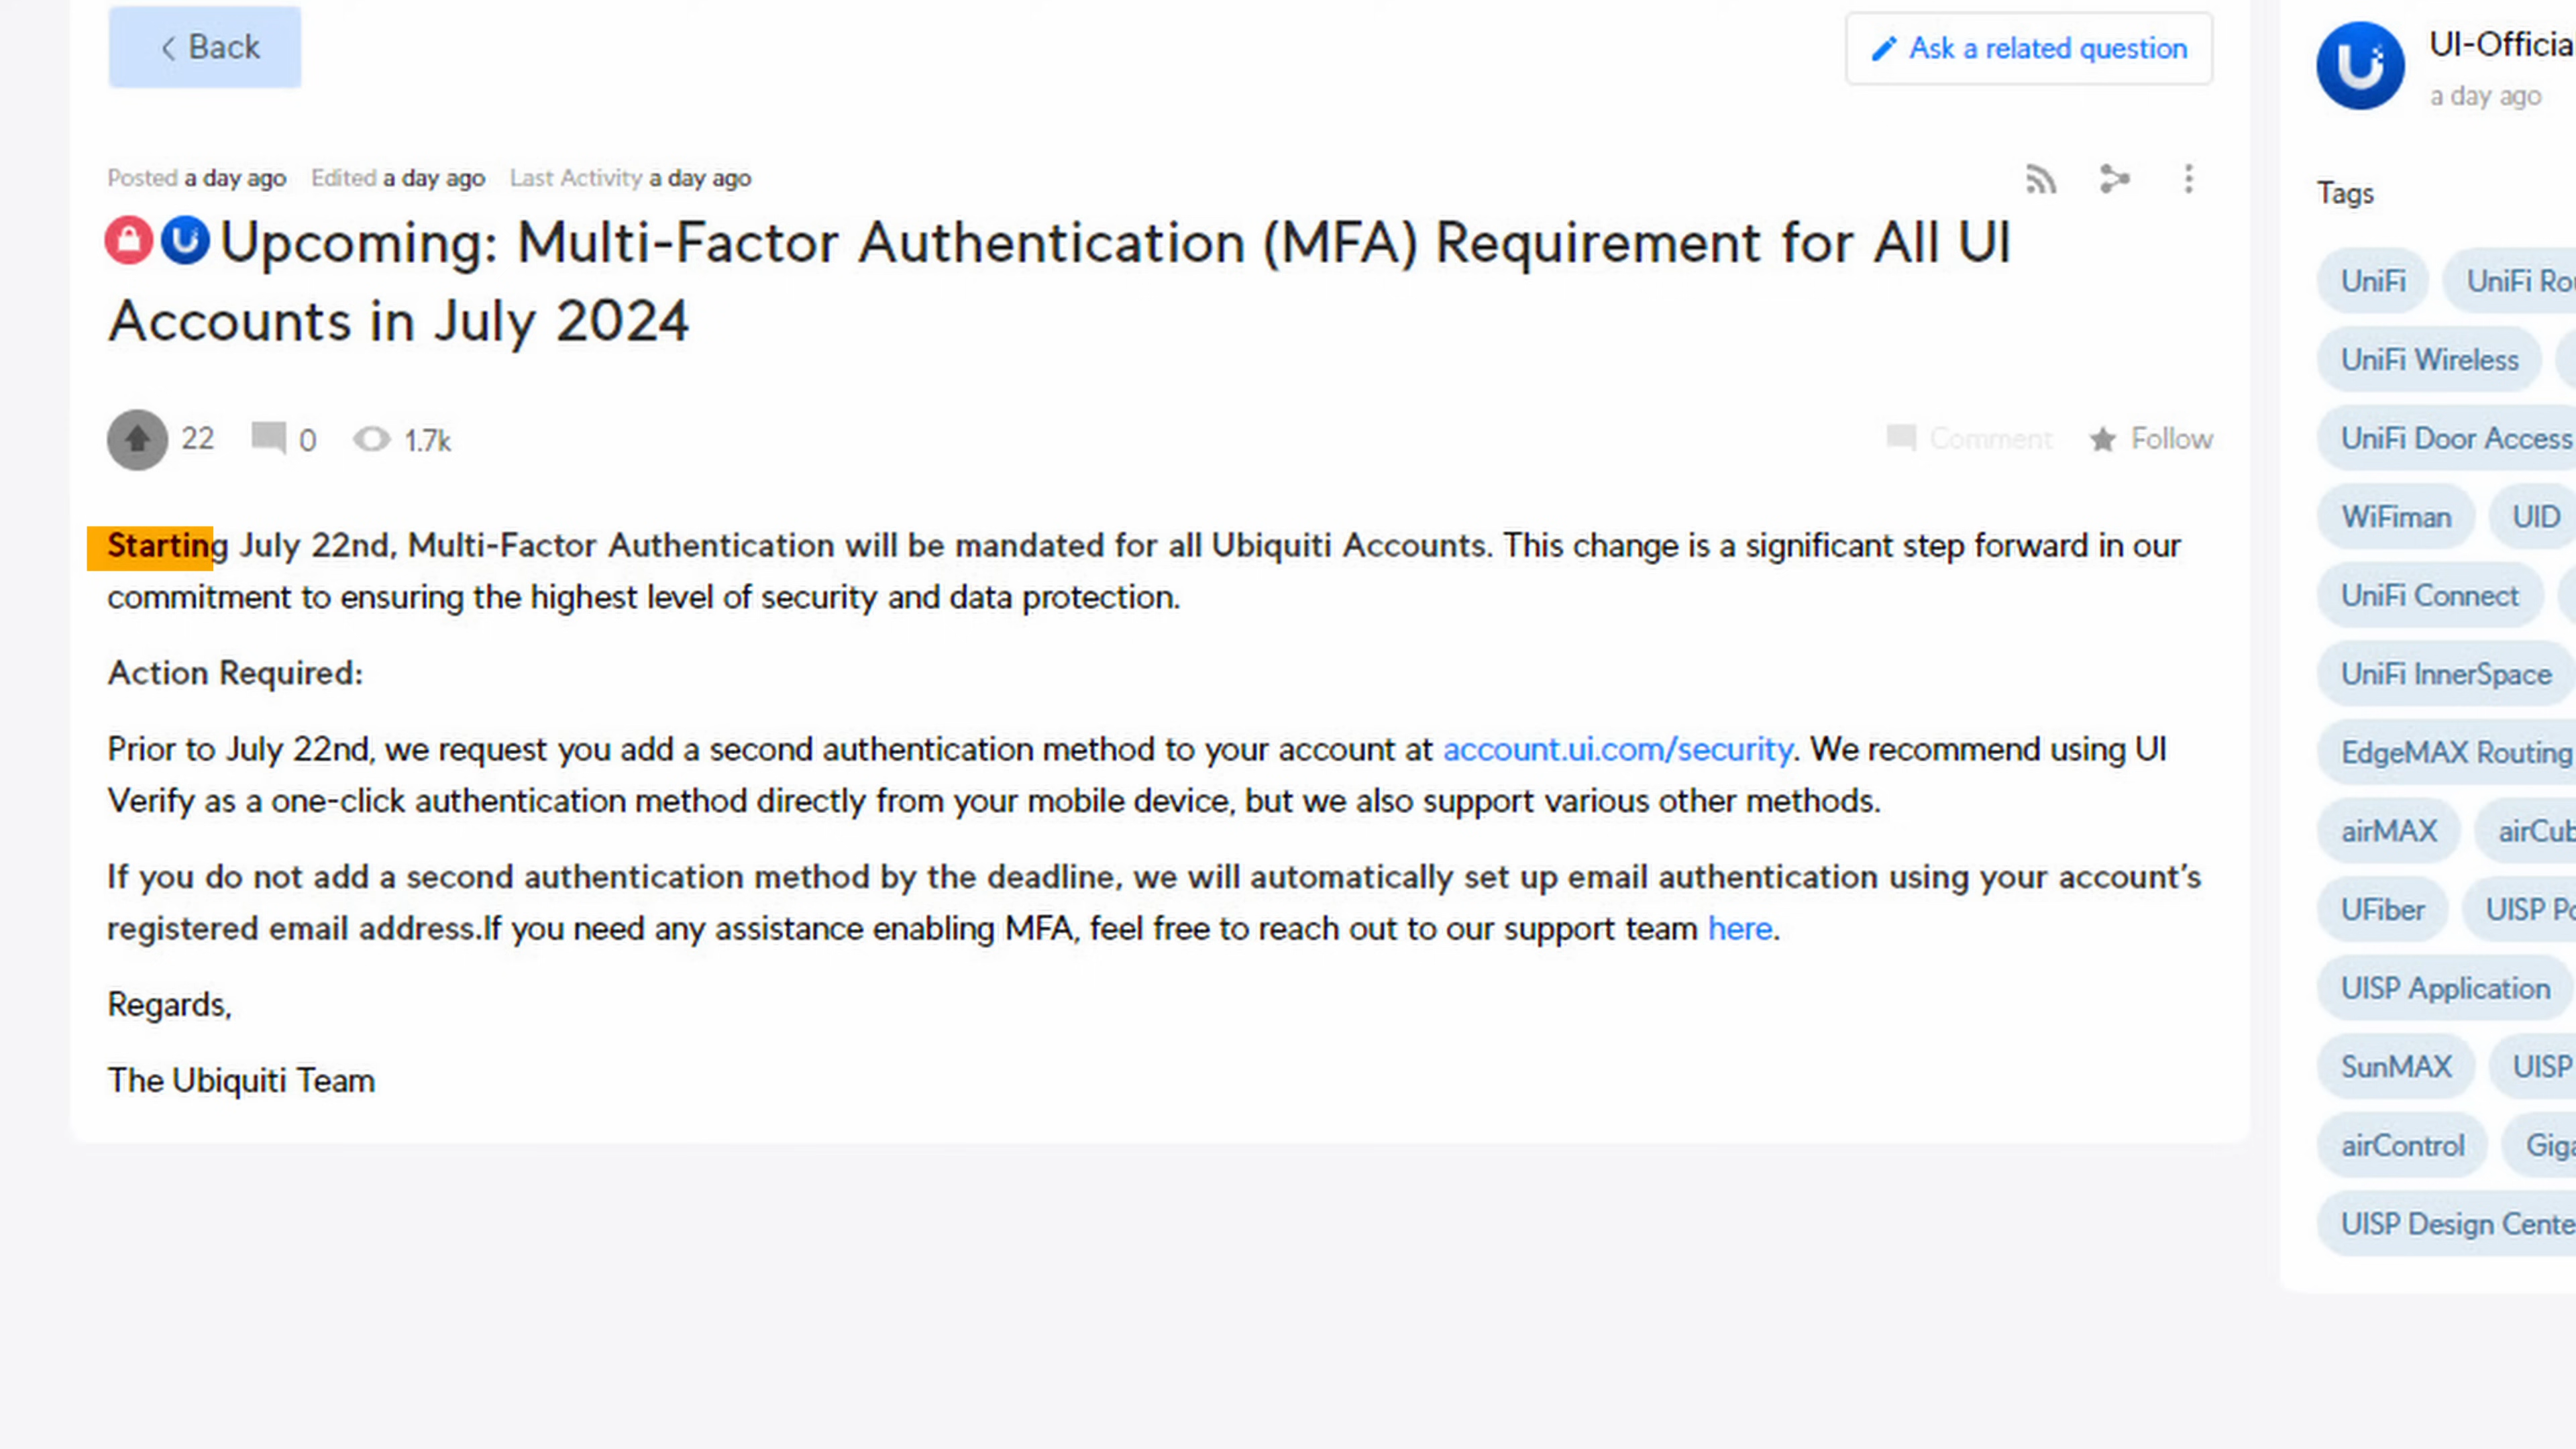 Back
Ask a related question
UI-Officia
a day ago
Posted a day ago Edited a day ago Last Activity a day ago
Upcoming: Multi-Factor Authentication (MFA) Requirement for All UI
Accounts in July 2024
22 0 1.7k
Comment Follow
Starting July 22nd, Multi-Factor Authentication will be mandated for all Ubiquiti Accounts. This change is a significant step forward in our
commitment to ensuring the highest level of security and data protection.
Action Required:
Prior to July 22nd, we request you add a second authentication method to your account at account.ui.com/security. We recommend using UI
Verify as a one-click authentication method directly from your mobile device, but we also support various other methods.
If you do not add a second authentication method by the deadline, we will automatically set up email authentication using your account’s
registered email address.If you need any assistance enabling MFA, feel free to reach out to our support team here.
Regards,
The Ubiquiti Team
Tags
UniFi UniFi Rou
UniFi Wireless
UniFi Door Access
WiFiman UID
UniFi Connect
UniFi InnerSpace
EdgeMAX Routing
airMAX airCub
UFiber UISP Po
UISP Application
SunMAX UISP
airControl Giga
UISP Design Cente